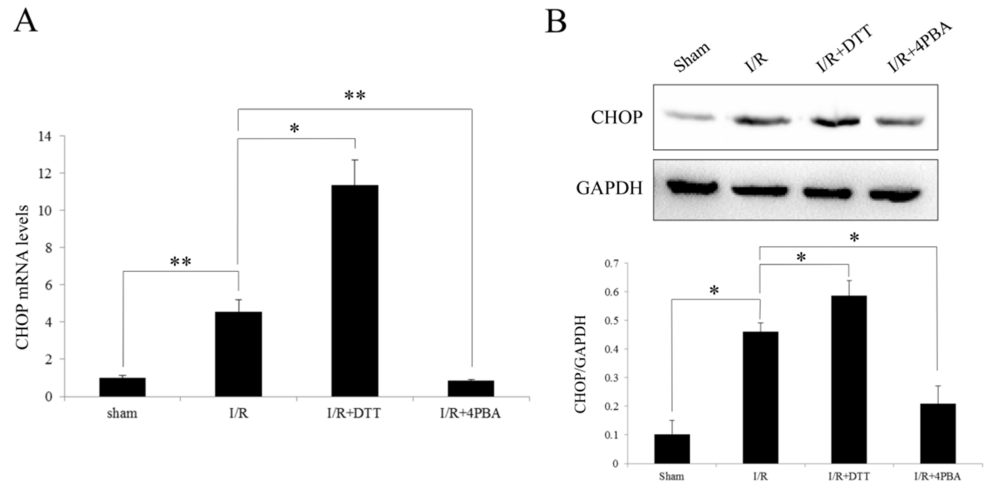 A
**
*
**
CHOP mRNA levels
14
12
10
8
6
4
2
0
sham
I/R
I/R+DTT
I/R+4PBA
B
Sham
I/R
I/R+DTT
I/R+4PBA
CHOP
GAPDH
*
*
*
CHOP/GAPDH
0.7
0.6
0.5
0.4
0.3
0.2
0.1
0
Sham
I/R
I/R+DTT
I/R+4PBA